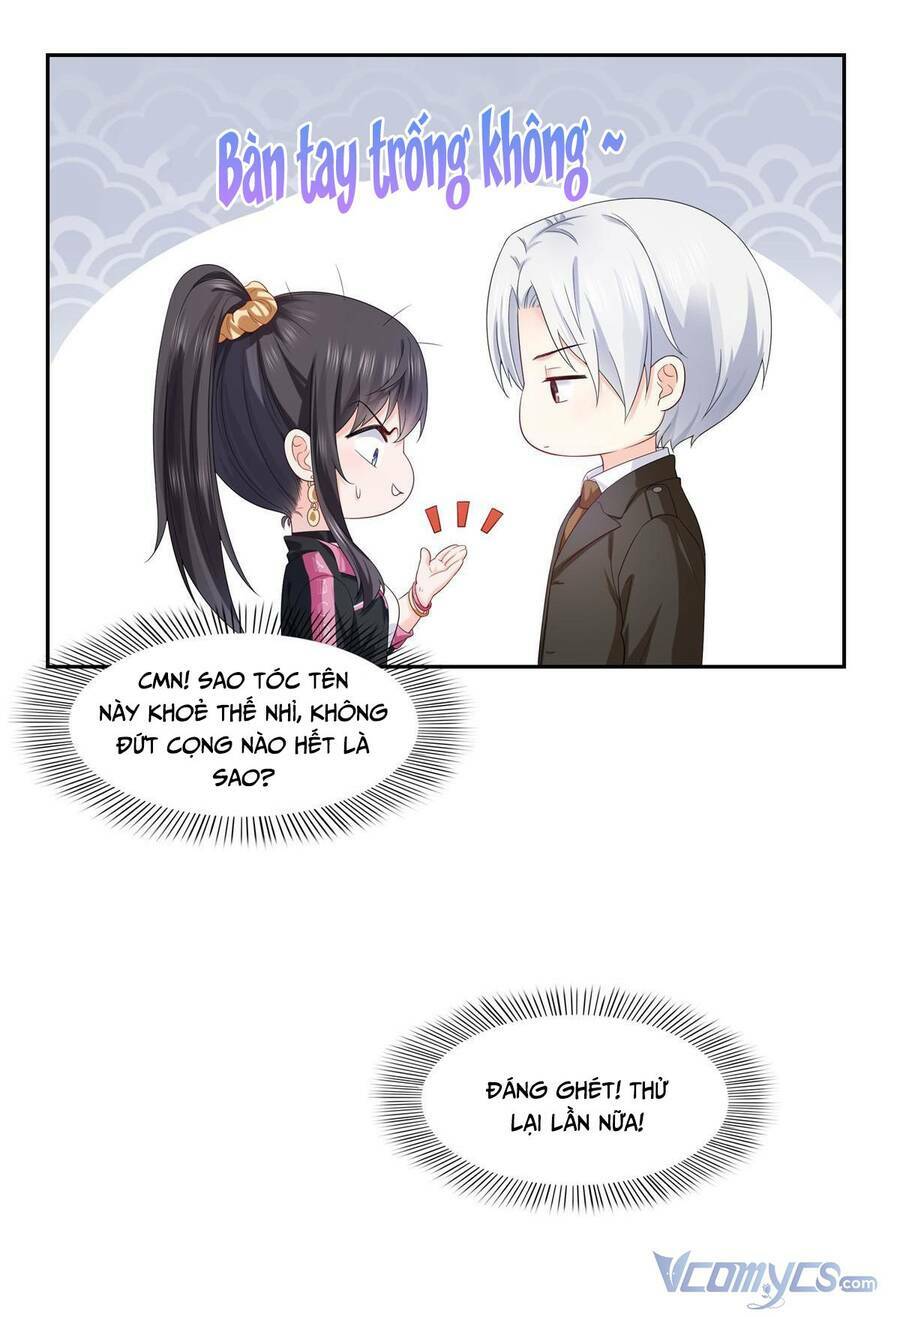 Bàn tay trống không ~
CMN! SAO TÓC TÊN
NÀY KHOẺ THẾ NHỈ, KHÔNG
ĐỨT CỌNG NÀO HẾT LÀ
SAO?
ĐÁNG GHÉT! THỬ
LẠI LẦN NỮA!
VCOMYCS.com